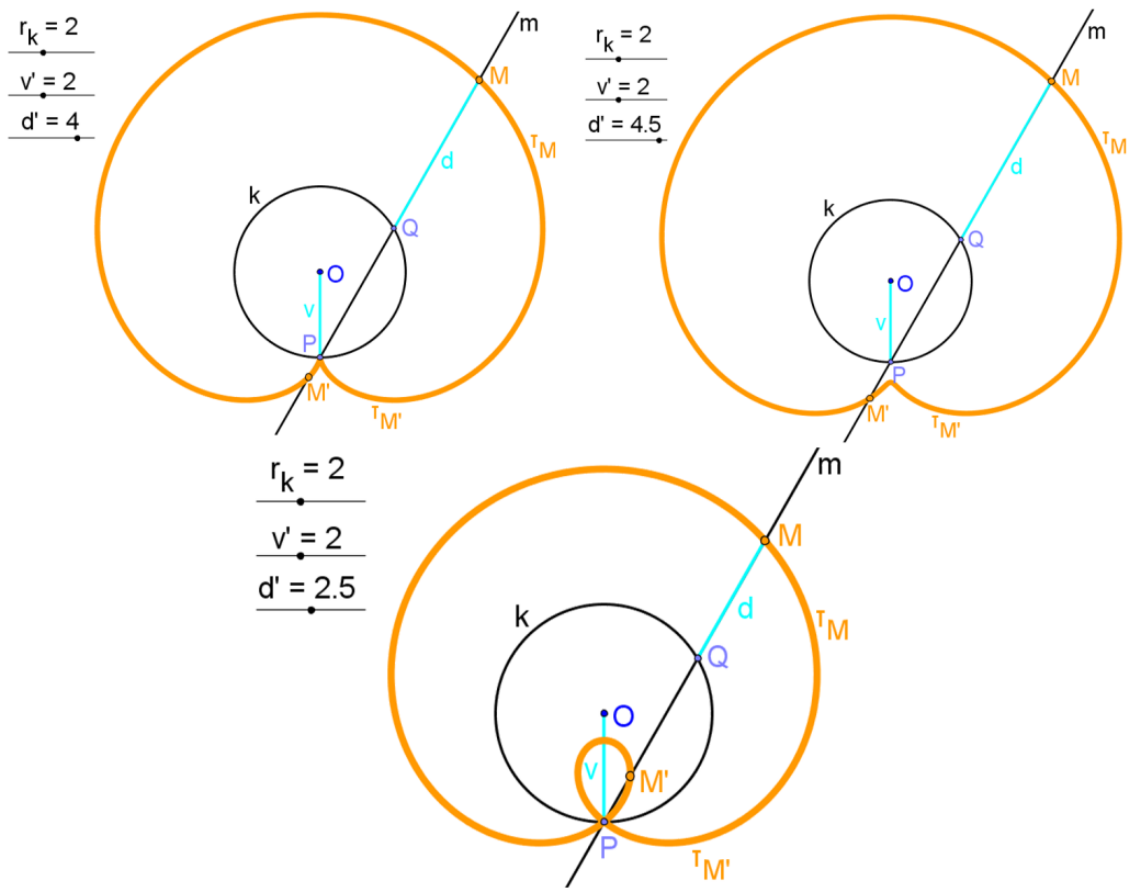 r_k = 2
v' = 2
d' = 4
m
M
τ_M
d
k
Q
O
v
P
M'
τ_M'
r_k = 2
v' = 2
d' = 4.5
m
M
τ_M
d
k
Q
O
v
P
M'
τ_M'
r_k = 2
v' = 2
d' = 2.5
m
M
τ_M
d
k
Q
O
v
M'
P
τ_M'